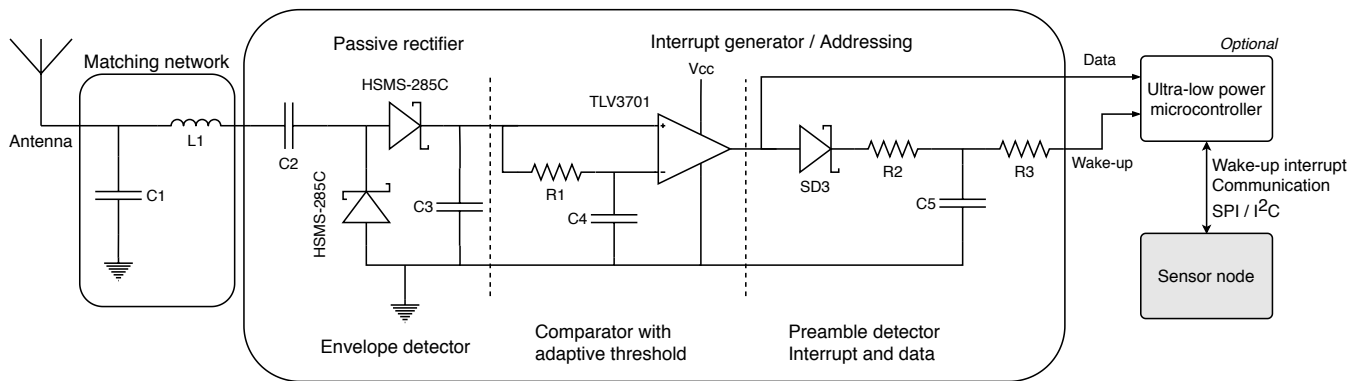 Optional
Passive rectifier
Interrupt generator / Addressing
Matching network
Vcc
Data
HSMS-285C
TLV3701
Ultra-low power
microcontroller
Antenna
L1
C2
+
−
Wake-up
R1
SD3
R2
R3
C1
HSMS-285C
C3
C4
C5
Wake-up interrupt
Communication
SPI / I²C
Sensor node
Envelope detector
Comparator with
adaptive threshold
Preamble detector
Interrupt and data